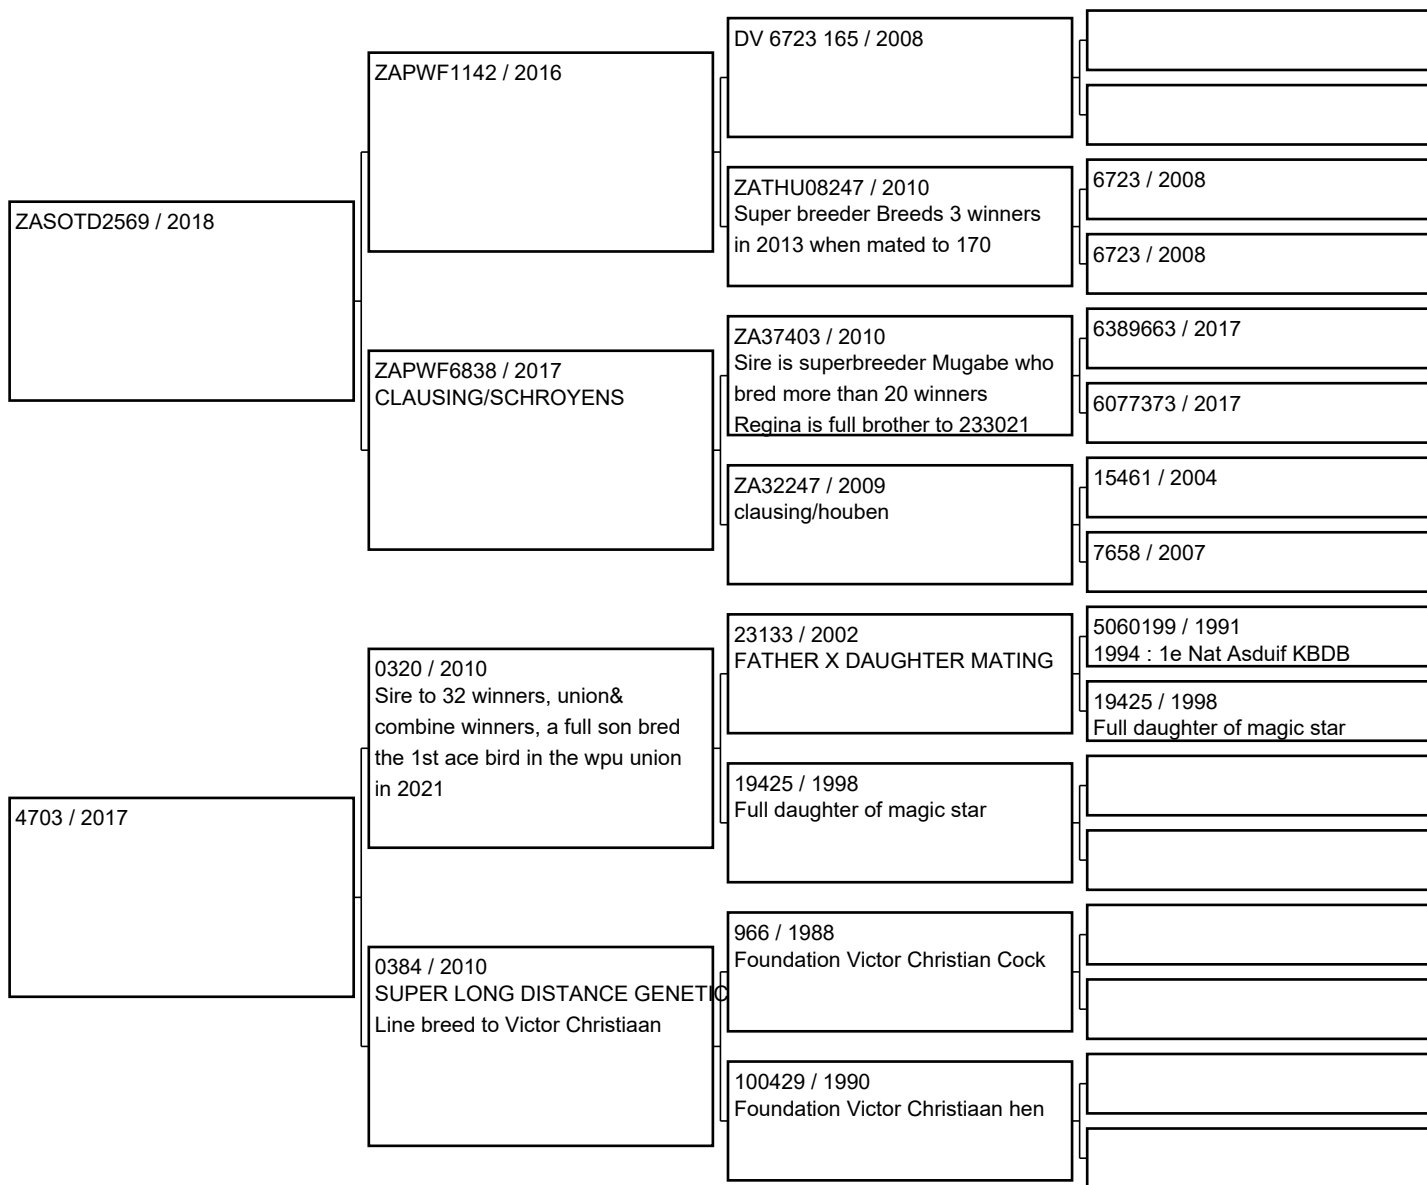 ZASOTD2569 / 2018
4703 / 2017
ZAPWF1142 / 2016
ZAPWF6838 / 2017
CLAUSING/SCHROYENS
0320 / 2010
Sire to 32 winners, union&
combine winners, a full son bred
the 1st ace bird in the wpu union
in 2021
0384 / 2010
SUPER LONG DISTANCE GENETIC
Line breed to Victor Christiaan
DV 6723 165 / 2008
ZATHU08247 / 2010
Super breeder Breeds 3 winners
in 2013 when mated to 170
ZA37403 / 2010
Sire is superbreeder Mugabe who
bred more than 20 winners
Regina is full brother to 233021
ZA32247 / 2009
clausing/houben
23133 / 2002
FATHER X DAUGHTER MATING
19425 / 1998
Full daughter of magic star
966 / 1988
Foundation Victor Christian Cock
100429 / 1990
Foundation Victor Christiaan hen
6723 / 2008
6723 / 2008
6389663 / 2017
6077373 / 2017
15461 / 2004
7658 / 2007
5060199 / 1991
1994 : 1e Nat Asduif KBDB
19425 / 1998
Full daughter of magic star